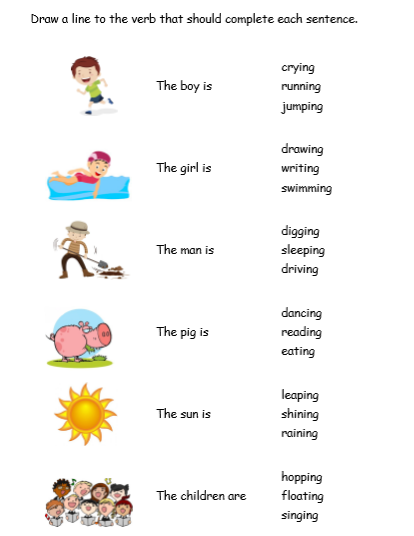 Draw a line to the verb that should complete each sentence.
crying
The boy is running
jumping
drawing
The girl is writing
swimming
digging
The man is sleeping
driving
dancing
The pig is reading
eating
leaping
The sun is shining
raining
hopping
The children are floating
singing